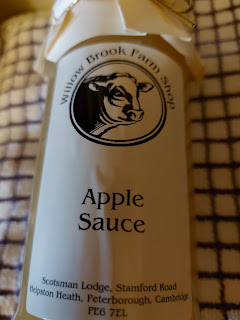 Willow Brook Farm Shop
Apple
Sauce
Scotsman Lodge, Stamford Road
Helpston Heath, Peterborough, Cambridge
PE6 7EL